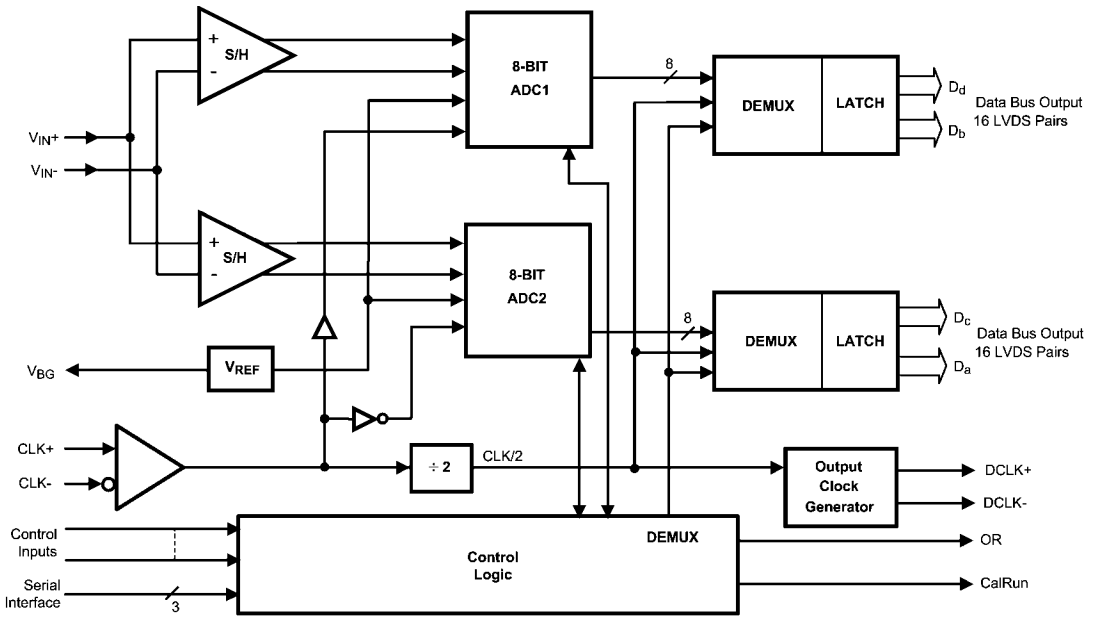 +
S/H
-
8-BIT
ADC1
8
DEMUX
LATCH
Dd
Db
Data Bus Output
16 LVDS Pairs
VIN+
VIN-
+
S/H
-
8-BIT
ADC2
8
DEMUX
LATCH
Dc
Da
Data Bus Output
16 LVDS Pairs
VBG
VREF
CLK+
CLK-
÷ 2
CLK/2
Output
Clock
Generator
DCLK+
DCLK-
Control
Inputs
Serial
Interface
3
DEMUX
Control
Logic
OR
CalRun